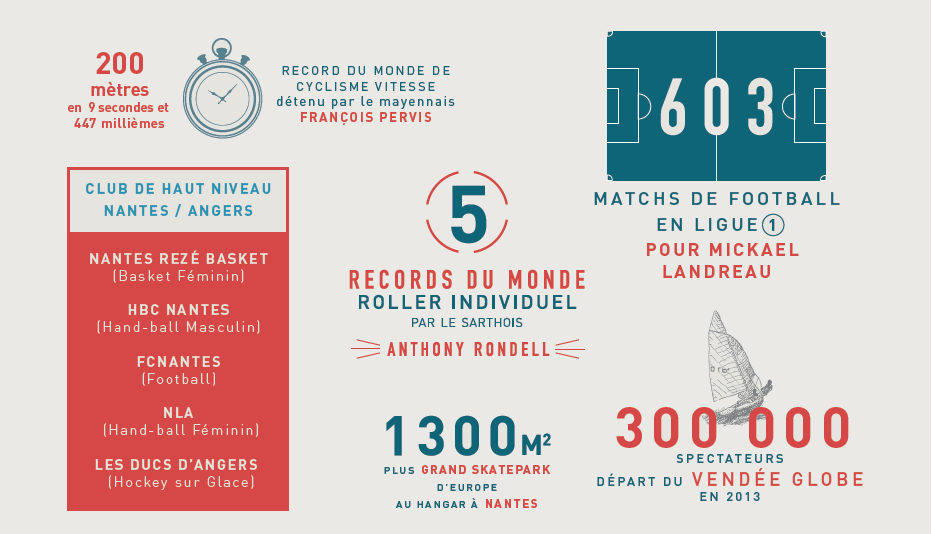 200
mètres
en 9 secondes et
447 millièmes
RECORD DU MONDE DE
CYCLISME VITESSE
détenu par le mayennais
FRANÇOIS PERVIS
603
MATCHS DE FOOTBALL
EN LIGUE 1
POUR MICKAEL
LANDREAU
CLUB DE HAUT NIVEAU
NANTES / ANGERS
NANTES REZÉ BASKET
(Basket Féminin)
HBC NANTES
(Hand-ball Masculin)
FCNANTES
(Football)
NLA
(Hand-ball Féminin)
LES DUCS D'ANGERS
(Hockey sur Glace)
5
RECORDS DU MONDE
ROLLER INDIVIDUEL
PAR LE SARTHOIS
ANTHONY RONDELL
1300M²
PLUS GRAND SKATEPARK
D'EUROPE
AU HANGAR À NANTES
300 000
SPECTATEURS
DÉPART DU VENDÉE GLOBE
EN 2013